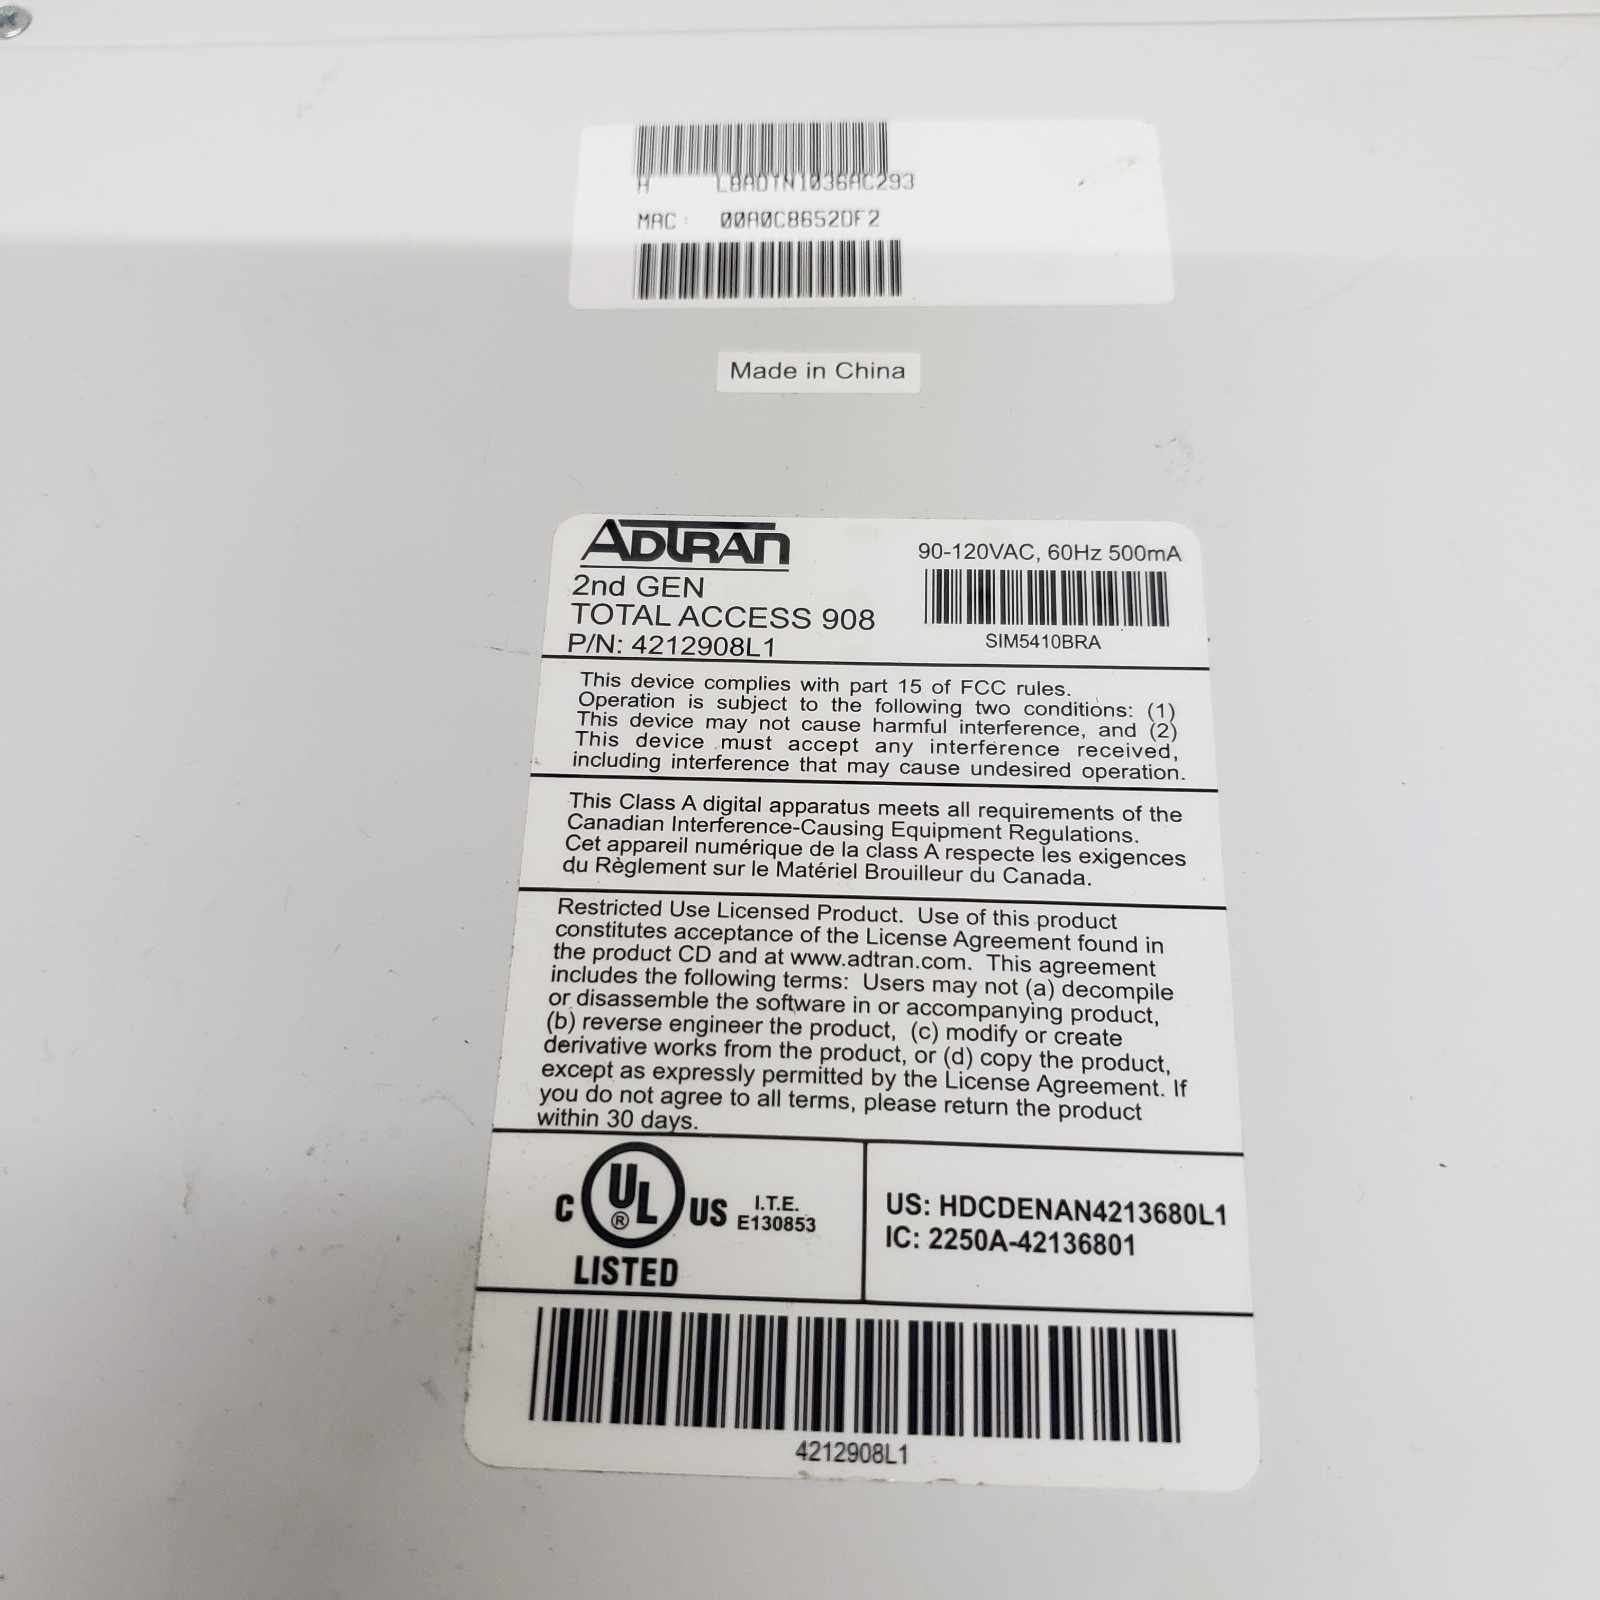 H LBADTN1036AC293
MAC: 00A0C8652DF2
Made in China
ADTRAN
2nd GEN
TOTAL ACCESS 908
P/N: 4212908L1
90-120VAC, 60Hz 500mA
SIM5410BRA
This device complies with part 15 of FCC rules.
Operation is subject to the following two conditions: (1)
This device may not cause harmful interference, and (2)
This device must accept any interference received,
including interference that may cause undesired operation.
This Class A digital apparatus meets all requirements of the
Canadian Interference-Causing Equipment Regulations.
Cet appareil numérique de la class A respecte les exigences
du Règlement sur le Matériel Brouilleur du Canada.
Restricted Use Licensed Product. Use of this product
constitutes acceptance of the License Agreement found in
the product CD and at www.adtran.com. This agreement
includes the following terms: Users may not (a) decompile
or disassemble the software in or accompanying product,
(b) reverse engineer the product, (c) modify or create
derivative works from the product, or (d) copy the product,
except as expressly permitted by the License Agreement. If
you do not agree to all terms, please return the product
within 30 days.
C UL ® US I.T.E.
E130853
LISTED
US: HDCDENAN4213680L1
IC: 2250A-42136801
4212908L1